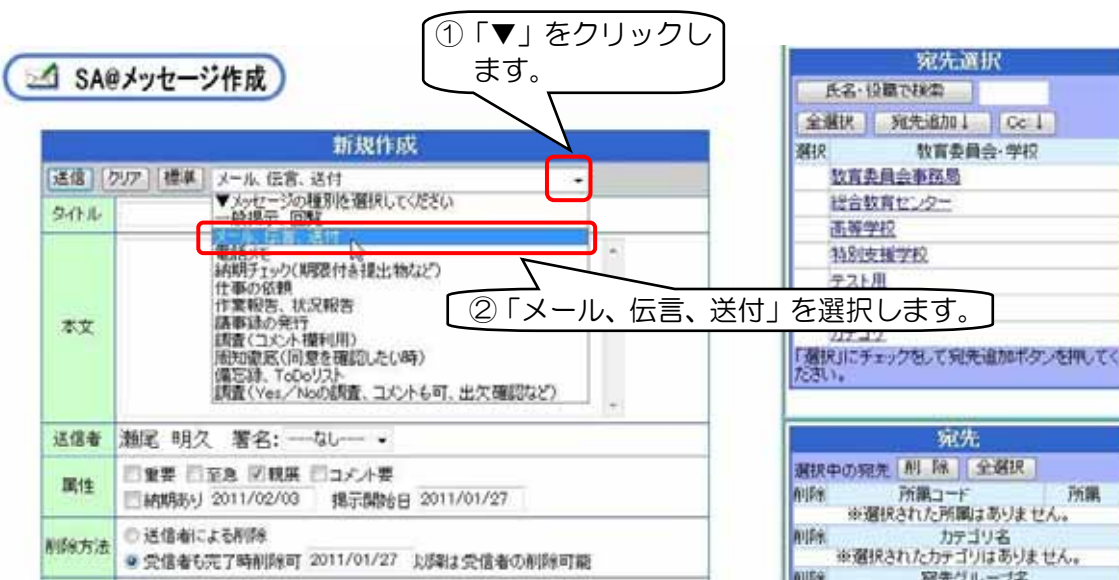 ①「▼」をクリックし
ます。
SA@メッセージ作成
新規作成
送信 クリア 標準 メール、伝言、送付
▼メッセージの種別を選択してください
一般掲示、回覧
メール、伝言、送付
電話メモ
納期チェック(期限付き提出物など)
仕事の依頼
作業報告、状況報告
議事録の発行
調査(コメント欄利用)
周知徹底(同意を確認したい時)
備忘録、ToDoリスト
調査(Yes/Noの調査、コメントも可、出欠確認など)
②「メール、伝言、送付」を選択します。
タイトル
本文
送信者 瀬尾 明久 署名: ----なし----
属性 重要 至急 親展 コメント要
納期あり 2011/02/03 掲示開始日 2011/01/27
削除方法 送信者による削除
受信者も完了時削除可 2011/01/27 以降は受信者の削除可能
宛先選択
氏名・役職で検索
全選択 宛先追加↓ Cc↓
選択 教育委員会・学校
教育委員会事務局
総合教育センター
高等学校
特別支援学校
テスト用
カテゴリ
「選択」にチェックをして宛先追加ボタンを押してく
ださい。
宛先
選択中の宛先 削 除 全選択
削除 所属コード 所属
※選択された所属はありません。
削除 カテゴリ名
※選択されたカテゴリはありません。
削除 宛先グループ名